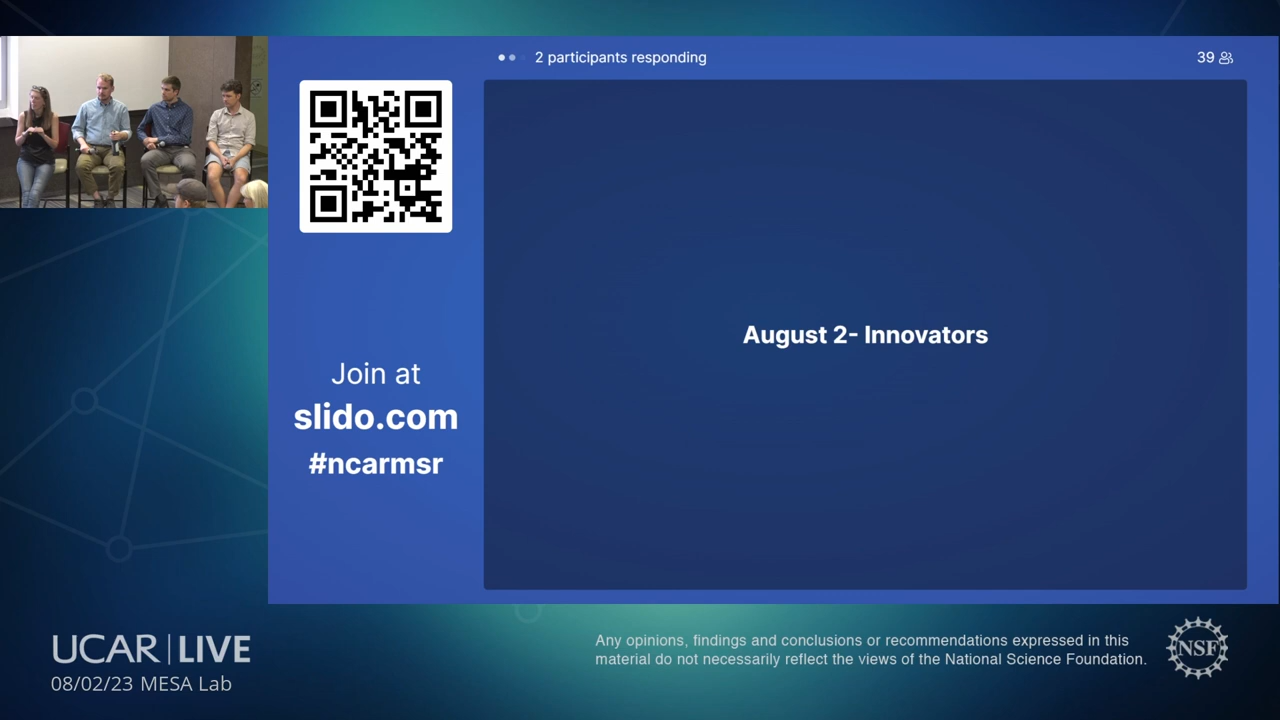 2 participants responding
39
August 2- Innovators
Join at
slido.com
#ncarmsr
UCAR | LIVE
08/02/23 MESA Lab
Any opinions, findings and conclusions or recommendations expressed in this
material do not necessarily reflect the views of the National Science Foundation.
NSF